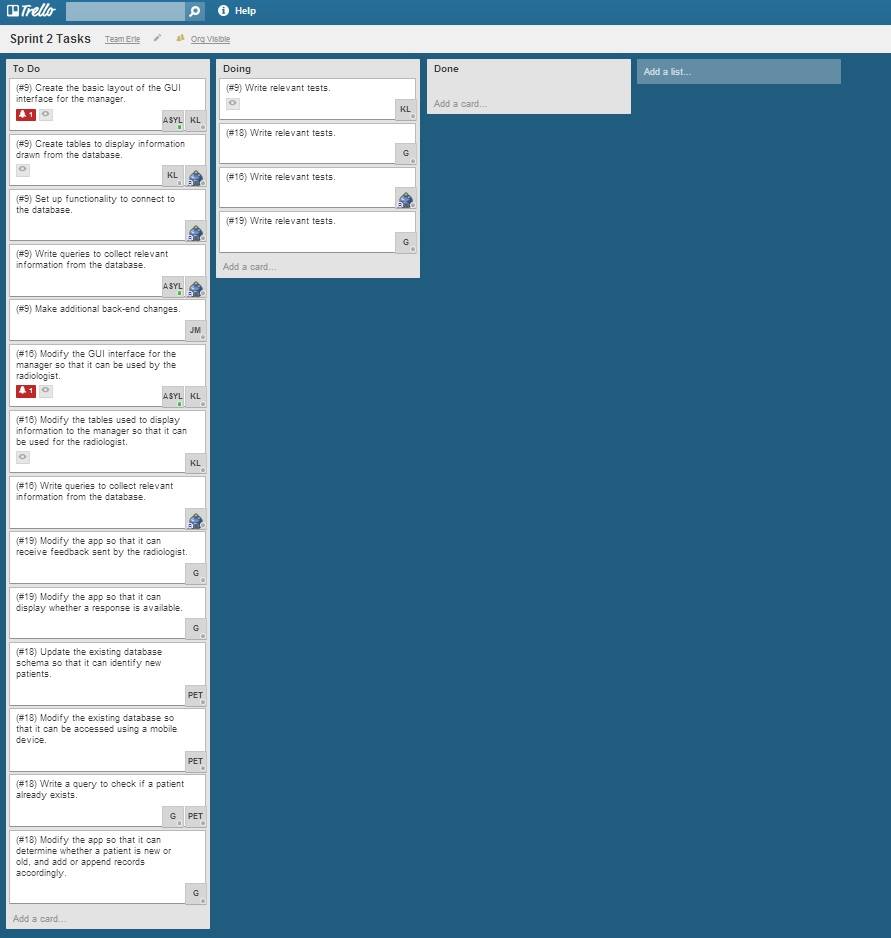 Trello
Help
Sprint 2 Tasks
Team Erie
Org Visible
To Do
(#9) Create the basic layout of the GUI
interface for the manager.
1
ASYL KL
(#9) Create tables to display information
drawn from the database.
KL
(#9) Set up functionality to connect to
the database.
(#9) Write queries to collect relevant
information from the database.
ASYL
(#9) Make additional back-end changes.
JM
(#16) Modify the GUI interface for the
manager so that it can be used by the
radiologist.
1
ASYL KL
(#16) Modify the tables used to display
information to the manager so that it can
be used for the radiologist.
KL
(#16) Write queries to collect relevant
information from the database.
(#19) Modify the app so that it can
receive feedback sent by the radiologist.
G
(#19) Modify the app so that it can
display whether a response is available.
G
(#18) Update the existing database
schema so that it can identify new
patients.
PET
(#18) Modify the existing database so
that it can be accessed using a mobile
device.
PET
(#18) Write a query to check if a patient
already exists.
G PET
(#18) Modify the app so that it can
determine whether a patient is new or
old, and add or append records
accordingly.
G
Add a card...
Doing
(#9) Write relevant tests.
KL
(#18) Write relevant tests.
G
(#16) Write relevant tests.
(#19) Write relevant tests.
G
Add a card...
Done
Add a card...
Add a list...